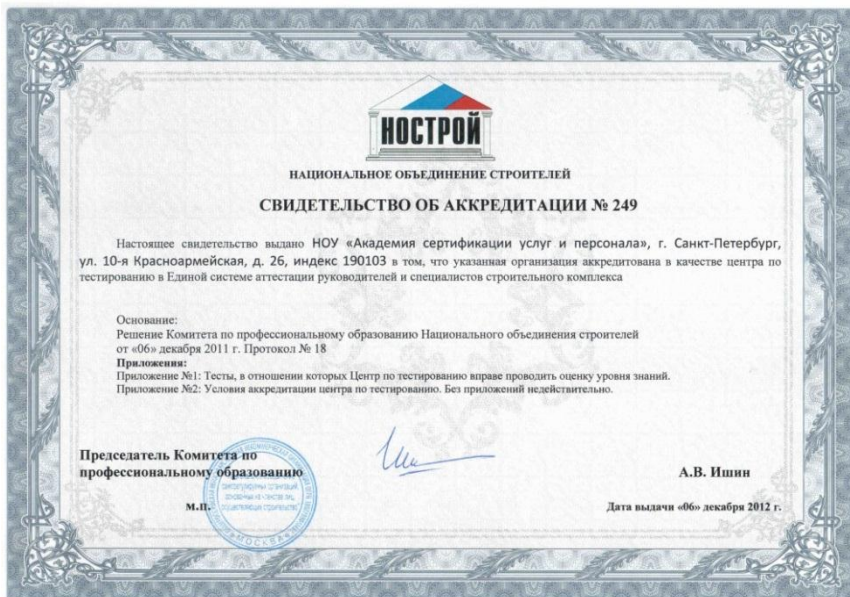 НОСТРОЙ
НАЦИОНАЛЬНОЕ ОБЪЕДИНЕНИЕ СТРОИТЕЛЕЙ
СВИДЕТЕЛЬСТВО ОБ АККРЕДИТАЦИИ № 249
Настоящее свидетельство выдано НОУ «Академия сертификации услуг и персонала», г. Санкт-Петербург,
ул. 10-я Красноармейская, д. 26, индекс 190103 в том, что указанная организация аккредитована в качестве центра по
тестированию в Единой системе аттестации руководителей и специалистов строительного комплекса
Основание:
Решение Комитета по профессиональному образованию Национального объединения строителей
от «06» декабря 2011 г. Протокол № 18
Приложения:
Приложение №1: Тесты, в отношении которых Центр по тестированию вправе проводить оценку уровня знаний.
Приложение №2: Условия аккредитации центра по тестированию. Без приложений недействительно.
Председатель Комитета по
профессиональному образованию
А.В. Ишин
М.П.
МОСКВА
Дата выдачи «06» декабря 2012 г.